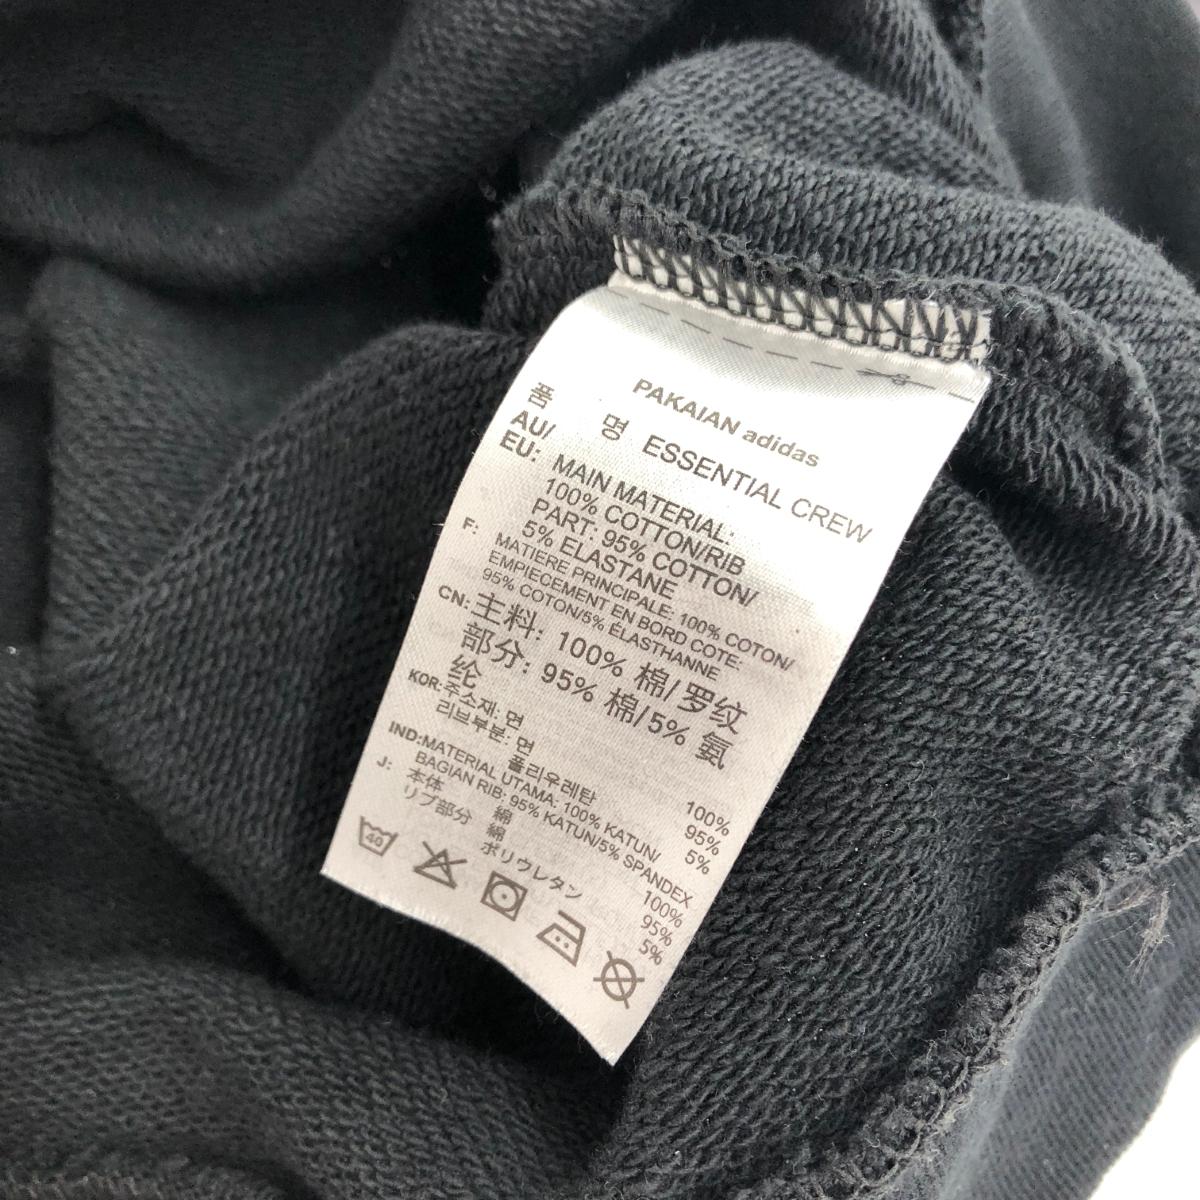 PAKAIAN adidas
품 명 ESSENTIAL CREW
AU/
EU: MAIN MATERIAL:
100% COTTON/RIB
PART: 95% COTTON/
5% ELASTANE
F: MATIERE PRINCIPALE: 100% COTON/
EMPIECEMENT EN BORD COTE:
95% COTON/5% ÉLASTHANNE
CN: 主料: 100% 棉/罗纹
部分: 95% 棉/5% 氨
纶
KOR: 주소재: 면 100%
리브부분: 면 95%
폴리우레탄 5%
IND:MATERIAL UTAMA: 100% KATUN/
BAGIAN RIB: 95% KATUN/5% SPANDEX
J: 本体 綿 100%
リブ部分 綿 95%
ポリウレタン 5%
40